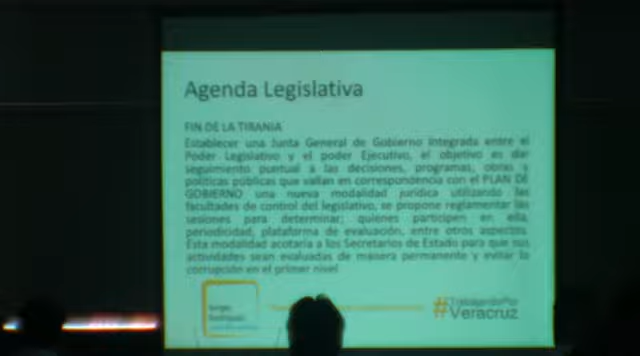 Agenda Legislativa
FIN DE LA TIRANIA
Establecer una Junta General de Gobierno integrada entre el
Poder Legislativo y el poder Ejecutivo, el objetivo es dar
seguimiento puntual a las decisiones, programas, obras y
políticas públicas que vallan en correspondencia con el PLAN DE
GOBIERNO una nueva modalidad jurídica utilizando las
facultades de control del legislativo, se propone reglamentar las
sesiones para determinar; quienes participen en ella,
periodicidad, plataforma de evaluación, entre otros aspectos.
Esta modalidad acotaría a los Secretarios de Estado para que sus
actividades sean evaluadas de manera permanente y evitar la
corrupción en el primer nivel
Sergio
Rodríguez
#TrabajandoPor
Veracruz